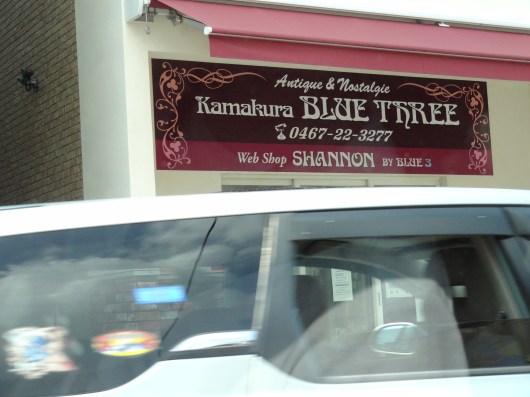 Antique & Nostalgie
Kamakura BLUE THREE
0467-22-3277
Web Shop SHANNON BY BLUE 3